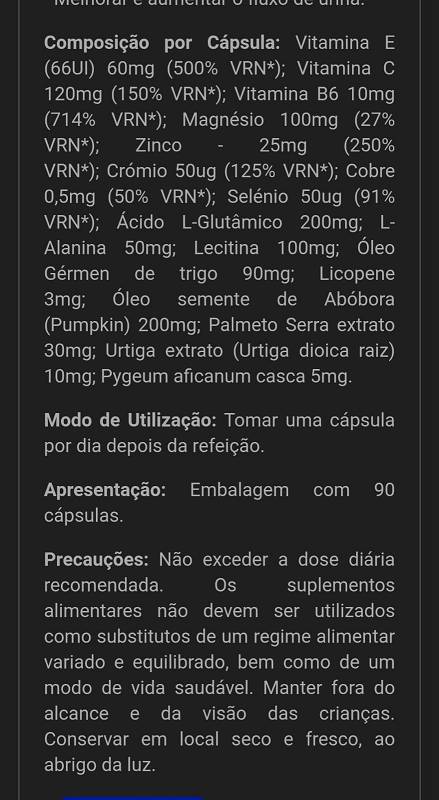 Melhorar e aumentar o fluxo de urina.
Composição por Cápsula: Vitamina E
(66UI) 60mg (500% VRN*); Vitamina C
120mg (150% VRN*); Vitamina B6 10mg
(714% VRN*); Magnésio 100mg (27%
VRN*); Zinco - 25mg (250%
VRN*); Crómio 50ug (125% VRN*); Cobre
0,5mg (50% VRN*); Selénio 50ug (91%
VRN*); Ácido L-Glutâmico 200mg; L-
Alanina 50mg; Lecitina 100mg; Óleo
Gérmen de trigo 90mg; Licopene
3mg; Óleo semente de Abóbora
(Pumpkin) 200mg; Palmeto Serra extrato
30mg; Urtiga extrato (Urtiga dioica raiz)
10mg; Pygeum aficanum casca 5mg.
Modo de Utilização: Tomar uma cápsula
por dia depois da refeição.
Apresentação: Embalagem com 90
cápsulas.
Precauções: Não exceder a dose diária
recomendada. Os suplementos
alimentares não devem ser utilizados
como substitutos de um regime alimentar
variado e equilibrado, bem como de um
modo de vida saudável. Manter fora do
alcance e da visão das crianças.
Conservar em local seco e fresco, ao
abrigo da luz.